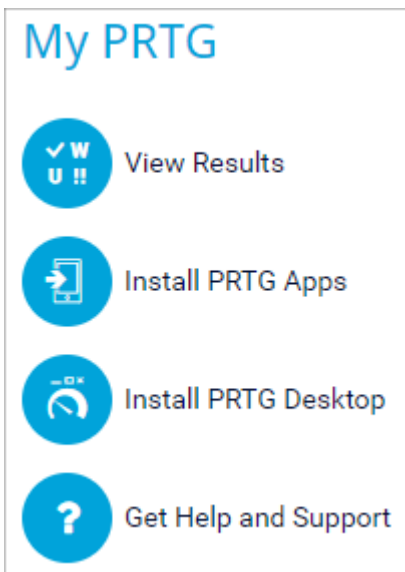 My PRTG
✓ W
U !!
View Results
Install PRTG Apps
Install PRTG Desktop
?
Get Help and Support